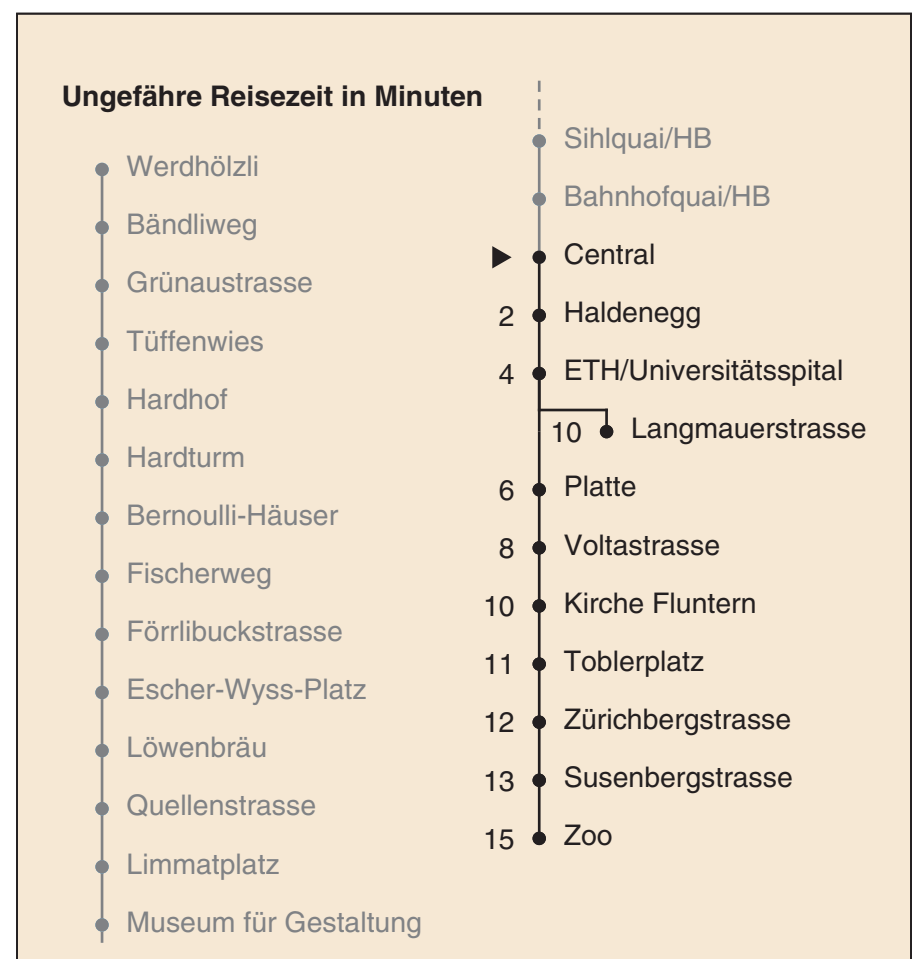 Ungefähre Reisezeit in Minuten
Werdhölzli
Bändliweg
Grünaustrasse
Tüffenwies
Hardhof
Hardturm
Bernoulli-Häuser
Fischerweg
Förrlibuckstrasse
Escher-Wyss-Platz
Löwenbräu
Quellenstrasse
Limmatplatz
Museum für Gestaltung
Sihlquai/HB
Bahnhofquai/HB
Central
2 Haldenegg
4 ETH/Universitätsspital
10 Langmauerstrasse
6 Platte
8 Voltastrasse
10 Kirche Fluntern
11 Toblerplatz
12 Zürichbergstrasse
13 Susenbergstrasse
15 Zoo